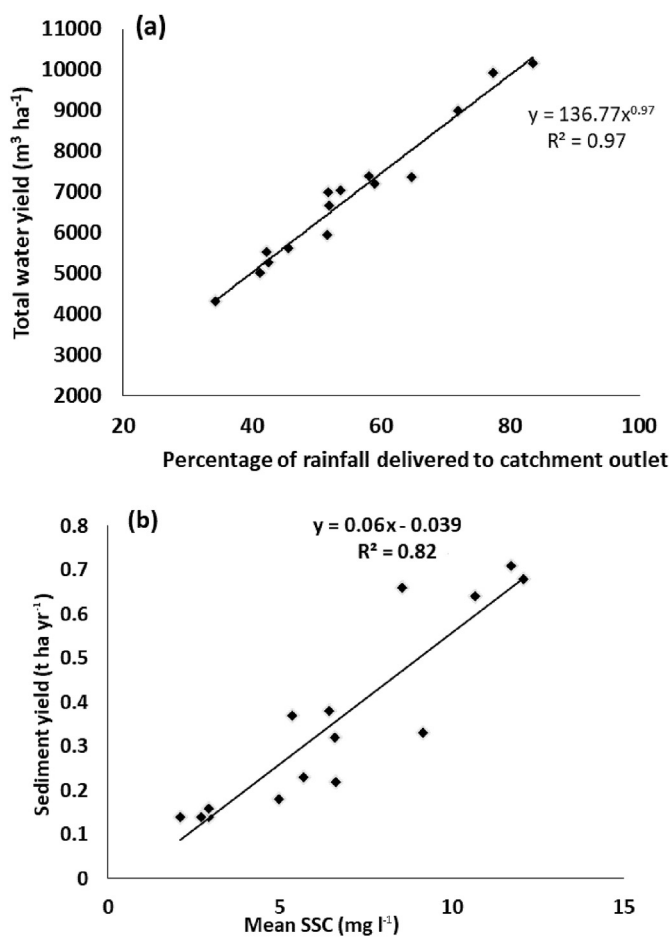 (a)
11000
10000
9000
8000
7000
6000
5000
4000
3000
2000
Total water yield (m³ ha⁻¹)
y = 136.77x^0.97
R² = 0.97
20 40 60 80 100
Percentage of rainfall delivered to catchment outlet
(b)
y = 0.06x - 0.039
R² = 0.82
0.8
0.7
0.6
0.5
0.4
0.3
0.2
0.1
0
Sediment yield (t ha yr⁻¹)
0 5 10 15
Mean SSC (mg l⁻¹)